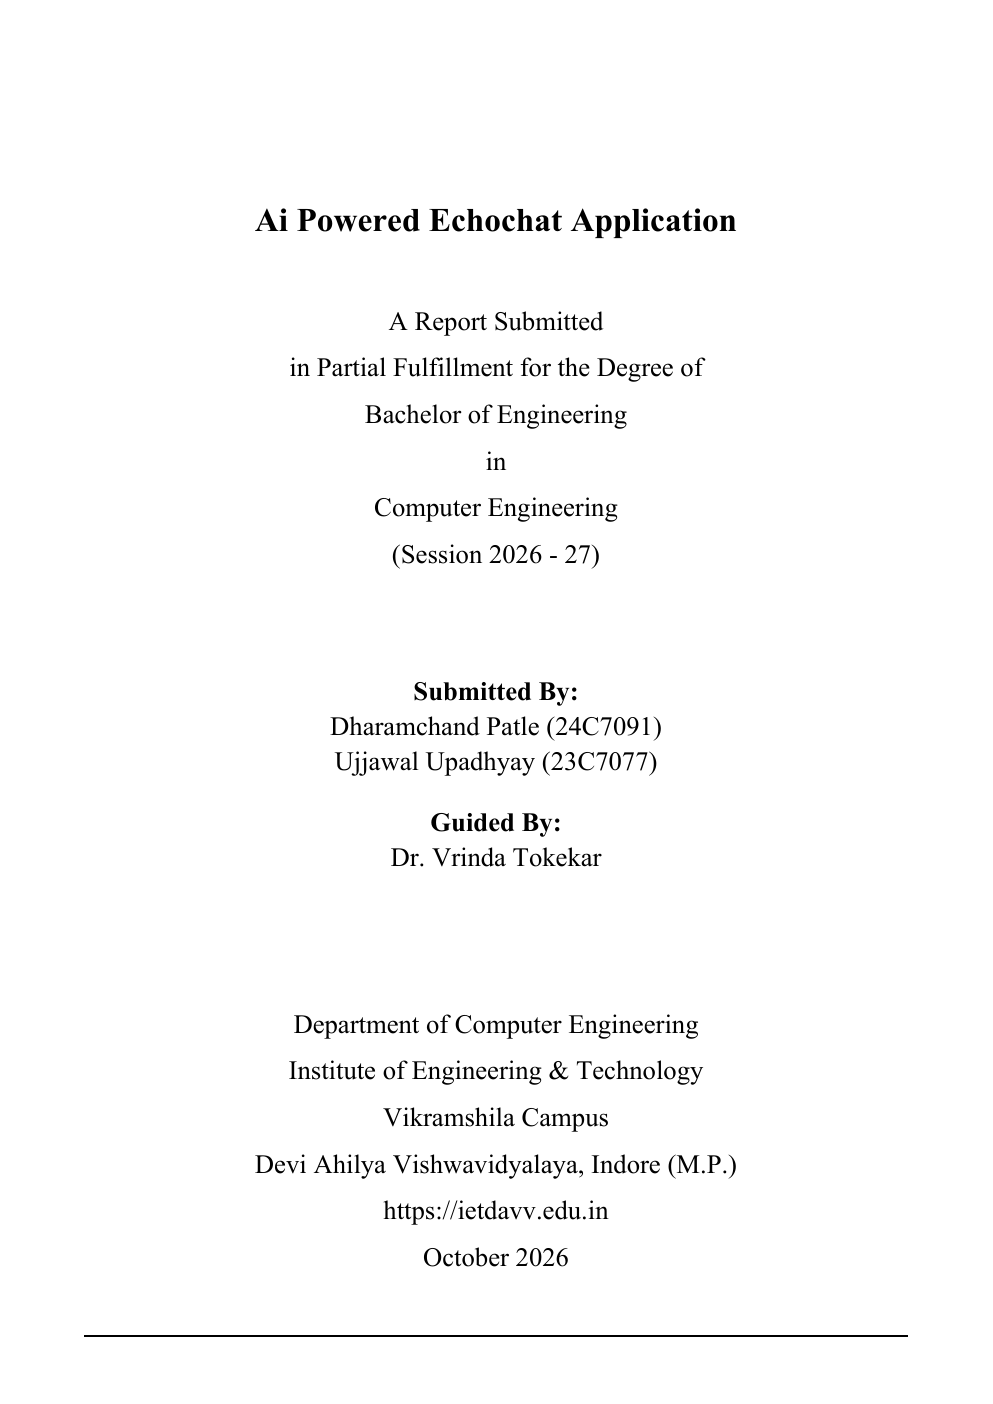 Ai Powered Echochat Application
A Report Submitted
in Partial Fulfillment for the Degree of
Bachelor of Engineering
in
Computer Engineering
(Session 2026 - 27)
Submitted By:
Dharamchand Patle (24C7091)
Ujjawal Upadhyay (23C7077)
Guided By:
Dr. Vrinda Tokekar
Department of Computer Engineering
Institute of Engineering & Technology
Vikramshila Campus
Devi Ahilya Vishwavidyalaya, Indore (M.P.)
https://ietdavv.edu.in
October 2026